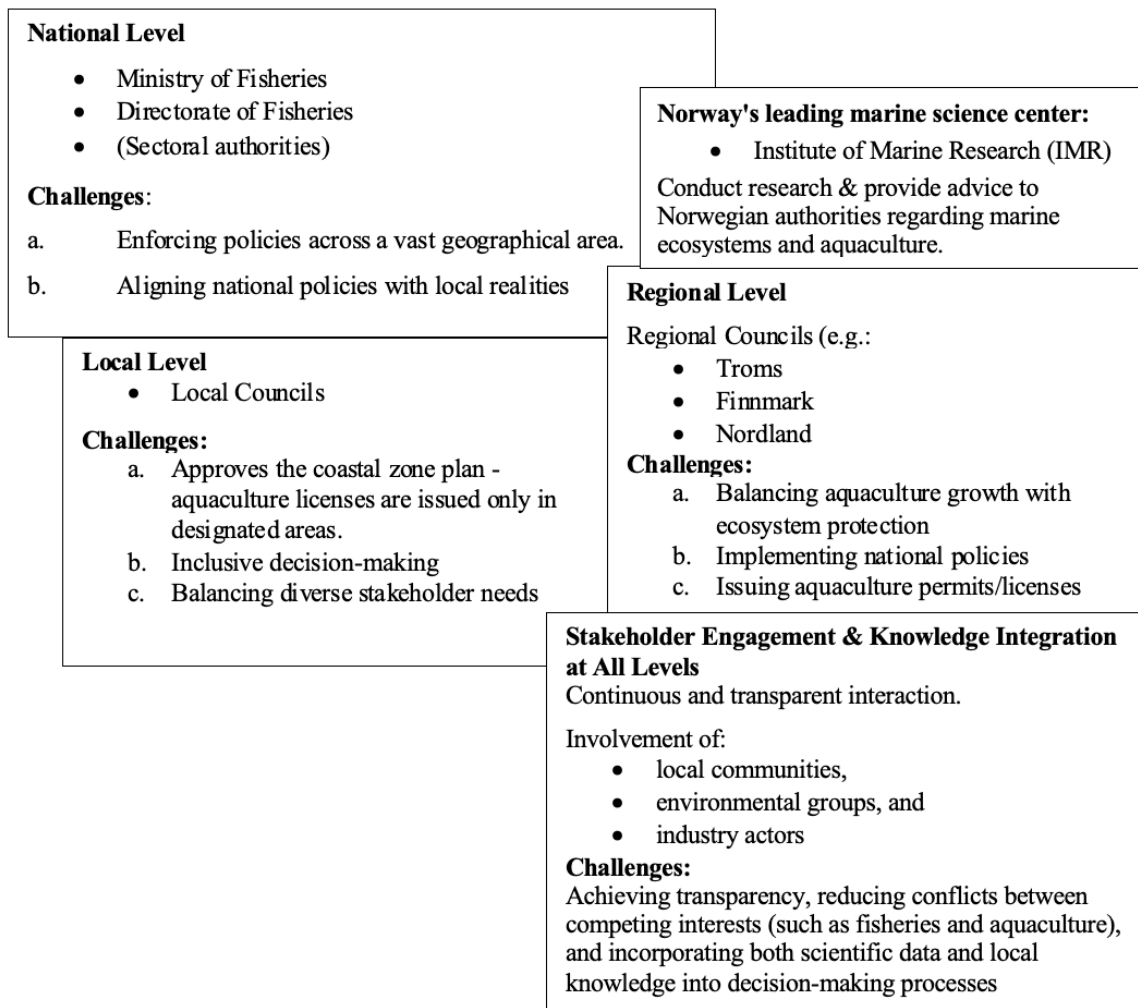 National Level
• Ministry of Fisheries
• Directorate of Fisheries
• (Sectoral authorities)
Challenges:
a. Enforcing policies across a vast geographical area.
b. Aligning national policies with local realities
Norway's leading marine science center:
• Institute of Marine Research (IMR)
Conduct research & provide advice to
Norwegian authorities regarding marine
ecosystems and aquaculture.
Regional Level
Regional Councils (e.g.:
• Troms
• Finnmark
• Nordland
Challenges:
a. Balancing aquaculture growth with
ecosystem protection
b. Implementing national policies
c. Issuing aquaculture permits/licenses
Local Level
• Local Councils
Challenges:
a. Approves the coastal zone plan -
aquaculture licenses are issued only in
designated areas.
b. Inclusive decision-making
c. Balancing diverse stakeholder needs
Stakeholder Engagement & Knowledge Integration
at All Levels
Continuous and transparent interaction.
Involvement of:
• local communities,
• environmental groups, and
• industry actors
Challenges:
Achieving transparency, reducing conflicts between
competing interests (such as fisheries and aquaculture),
and incorporating both scientific data and local
knowledge into decision-making processes